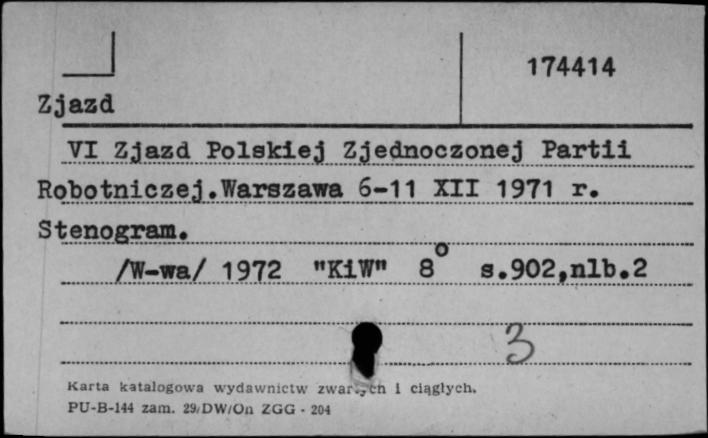 174414
Zjazd
VI Zjazd Polskiej Zjednoczonej Partii
Robotniczej.Warszawa 6-11 XII 1971 r.
Stenogram.
/W-wa/ 1972 "KiW" 8° s.902,nlb.2
3
Karta katalogowa wydawnictw zwartych i ciągłych.
PU-B-144 zam. 29/DW/On ZGG - 204